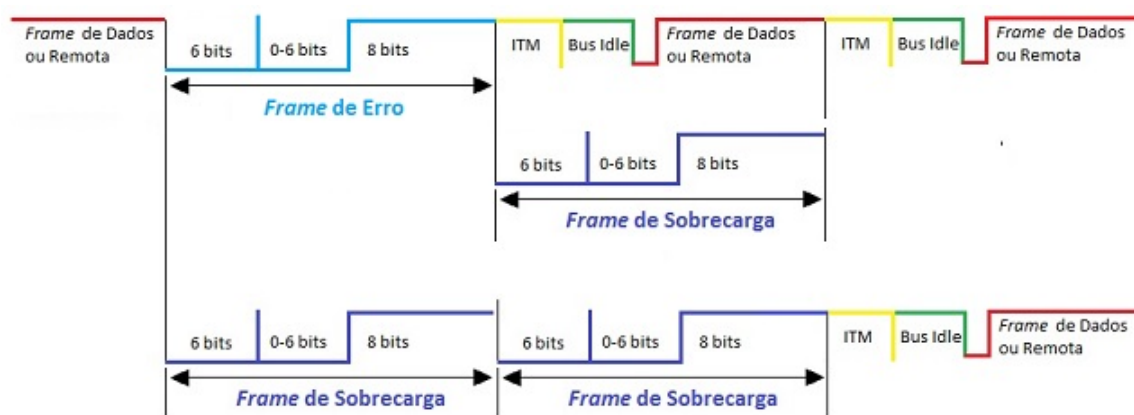 Frame de Dados
ou Remota
6 bits
0-6 bits
8 bits
ITM
Bus Idle
Frame de Dados
ou Remota
ITM
Bus Idle
Frame de Dados
ou Remota
Frame de Erro
6 bits
0-6 bits
8 bits
Frame de Sobrecarga
6 bits
0-6 bits
8 bits
6 bits
0-6 bits
8 bits
ITM
Bus Idle
Frame de Dados
ou Remota
Frame de Sobrecarga
Frame de Sobrecarga